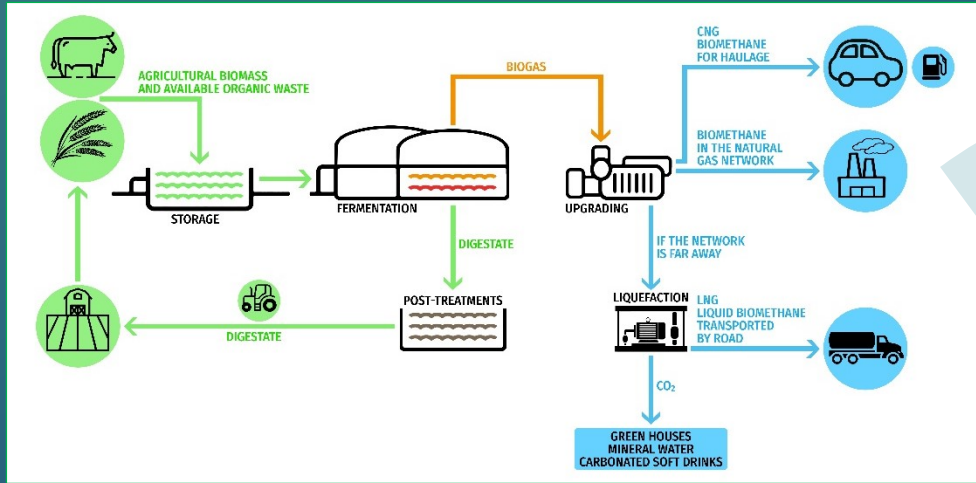 AGRICULTURAL BIOMASS
AND AVAILABLE ORGANIC WASTE
STORAGE
FERMENTATION
BIOGAS
UPGRADING
CNG
BIOMETHANE
FOR HAULAGE
BIOMETHANE
IN THE NATURAL
GAS NETWORK
DIGESTATE
POST-TREATMENTS
DIGESTATE
IF THE NETWORK
IS FAR AWAY
LIQUEFACTION
LNG
LIQUID BIOMETHANE
TRANSPORTED
BY ROAD
CO₂
GREEN HOUSES
MINERAL WATER
CARBONATED SOFT DRINKS